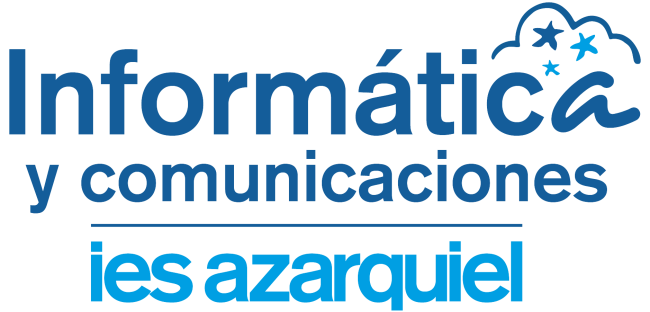 Informática
y comunicaciones
ies azarquiel